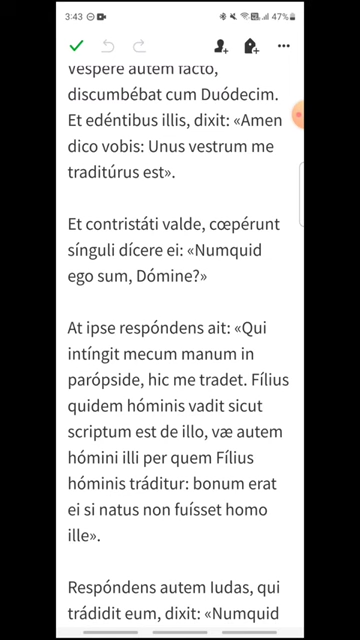 3:43
47%
Vespere autem facto,
discumbébat cum Duódecim.
Et edéntibus illis, dixit: «Amen
dico vobis: Unus vestrum me
traditúrus est».
Et contristáti valde, cœpérunt
sínguli dícere ei: «Numquid
ego sum, Dómine?»
At ipse respóndens ait: «Qui
intíngit mecum manum in
parópside, hic me tradet. Fílius
quidem hóminis vadit sicut
scriptum est de illo, væ autem
hómini illi per quem Fílius
hóminis tráditur: bonum erat
ei si natus non fuísset homo
ille».
Respóndens autem Iudas, qui
trádidit eum, dixit: «Numquid